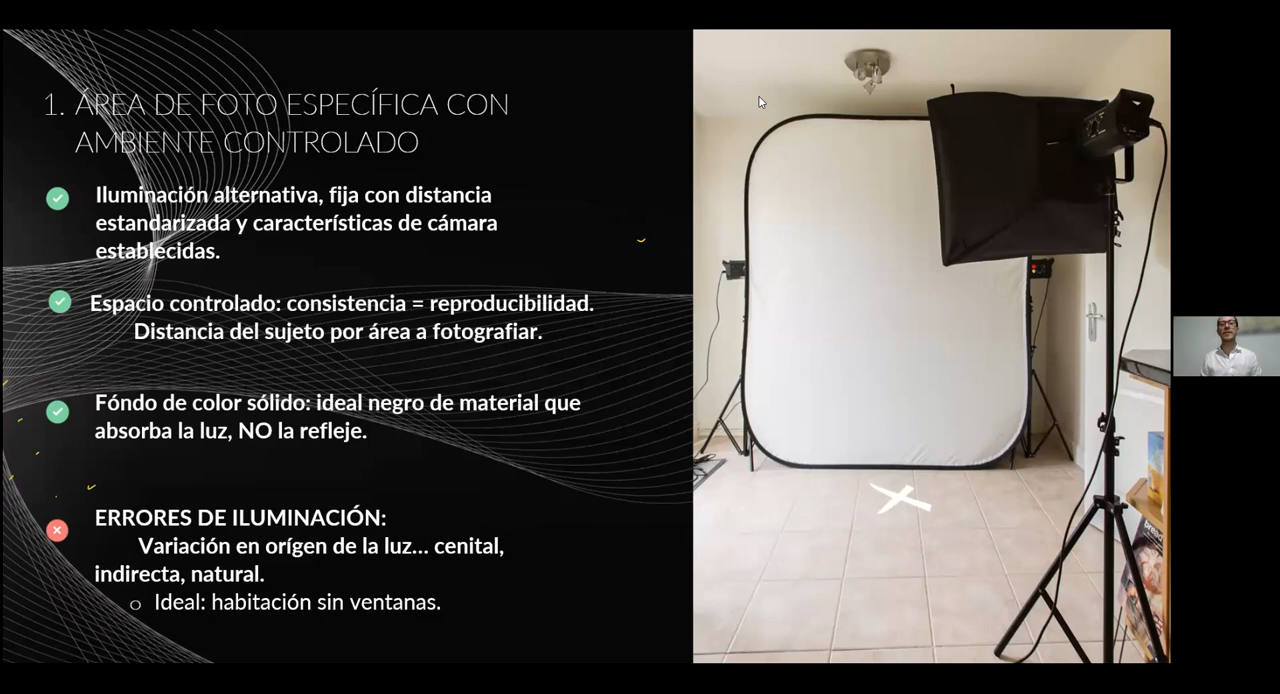 1. ÁREA DE FOTO ESPECÍFICA CON
AMBIENTE CONTROLADO
Iluminación alternativa, fija con distancia
estandarizada y características de cámara
establecidas.
Espacio controlado: consistencia = reproducibilidad.
Distancia del sujeto por área a fotografiar.
Fóndo de color sólido: ideal negro de material que
absorba la luz, NO la refleje.
ERRORES DE ILUMINACIÓN:
Variación en orígen de la luz... cenital,
indirecta, natural.
o Ideal: habitación sin ventanas.